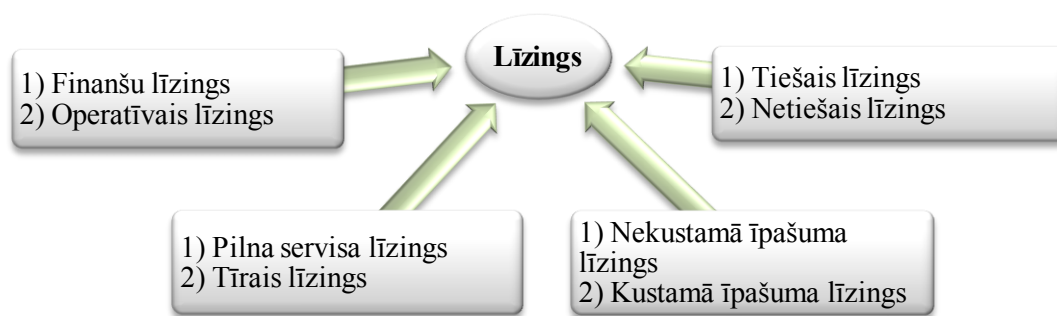 Līzings
1) Finanšu līzings
2) Operatīvais līzings
1) Tiešais līzings
2) Netiešais līzings
1) Pilna servisa līzings
2) Tīrais līzings
1) Nekustamā īpašuma
līzings
2) Kustamā īpašuma līzings